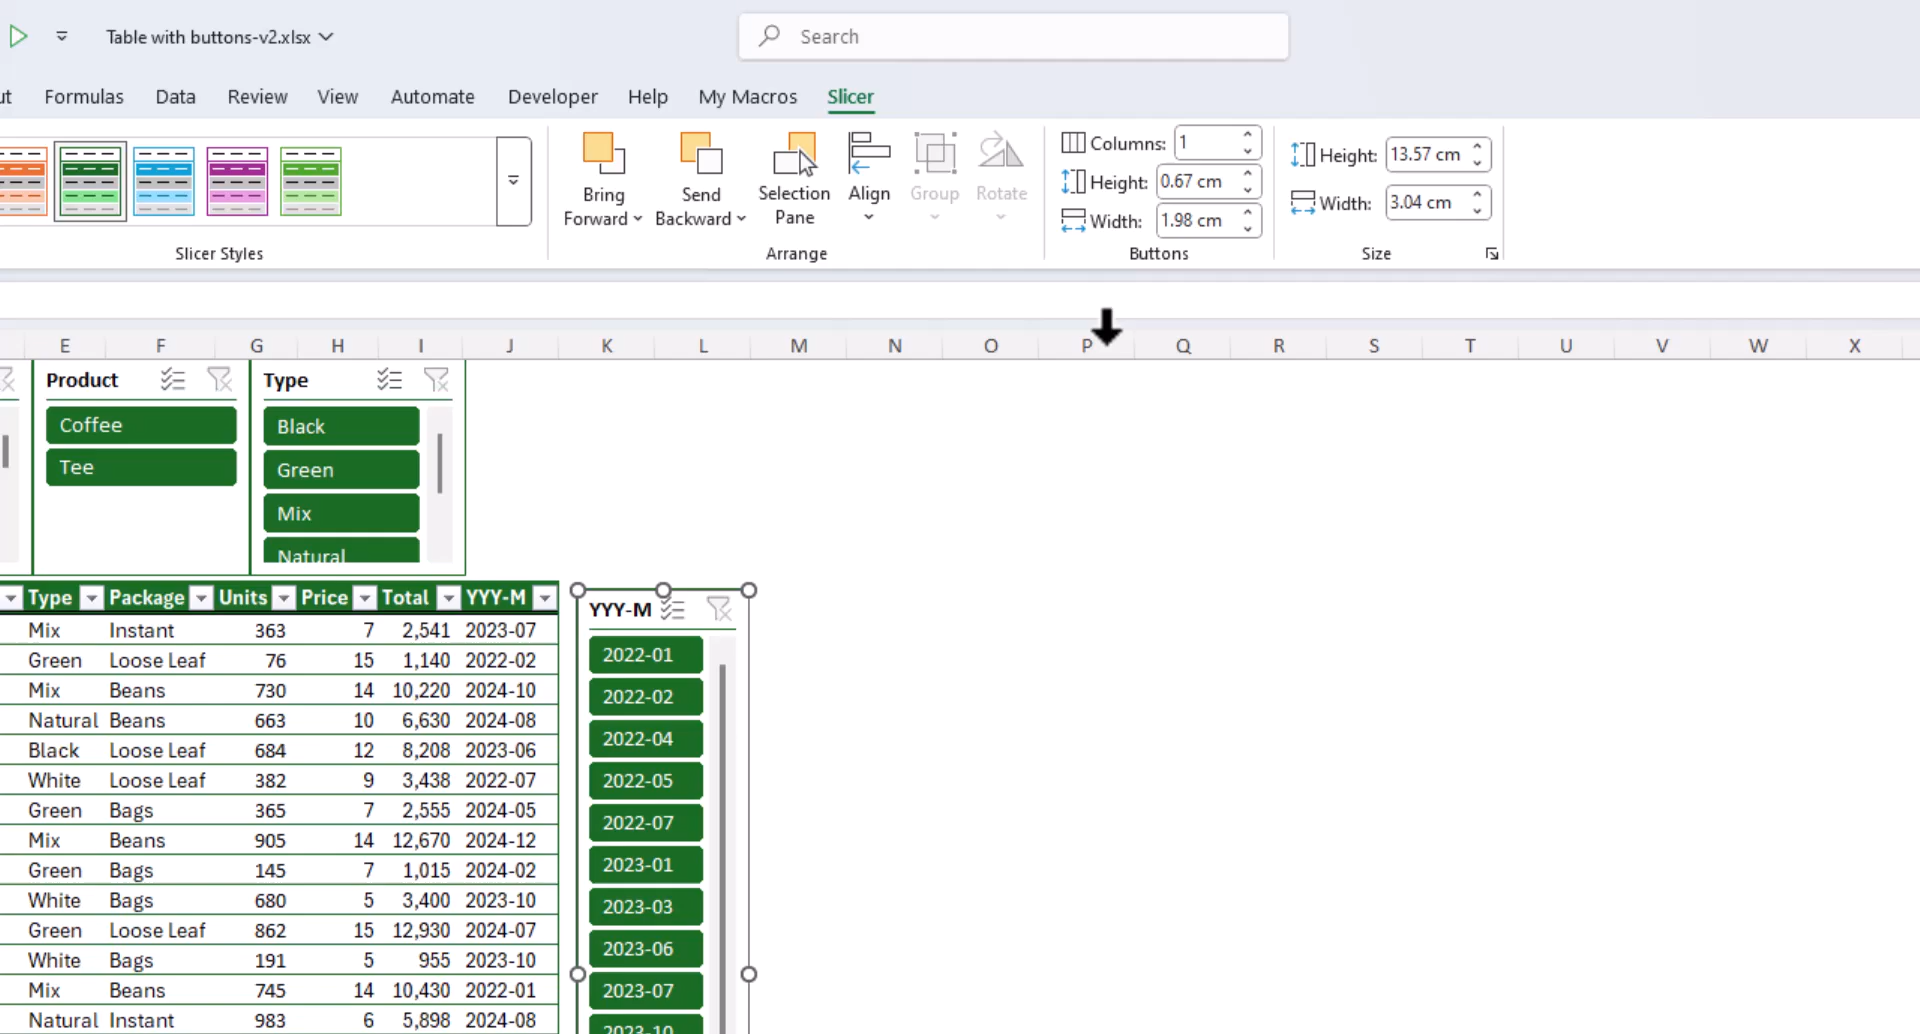 Table with buttons-v2.xlsx
Search
ut Formulas Data Review View Automate Developer Help My Macros Slicer
Bring Forward
Send Backward
Selection Pane
Align
Group
Rotate
Columns: 1
Height: 0.67 cm
Width: 1.98 cm
Height: 13.57 cm
Width: 3.04 cm
Slicer Styles
Arrange
Buttons
Size
E F G H I J K L M N O P Q R S T U V W X
Product
Coffee
Tee
Type
Black
Green
Mix
Natural
Type Package Units Price Total YYY-M
Mix Instant 363 7 2,541 2023-07
Green Loose Leaf 76 15 1,140 2022-02
Mix Beans 730 14 10,220 2024-10
Natural Beans 663 10 6,630 2024-08
Black Loose Leaf 684 12 8,208 2023-06
White Loose Leaf 382 9 3,438 2022-07
Green Bags 365 7 2,555 2024-05
Mix Beans 905 14 12,670 2024-12
Green Bags 145 7 1,015 2024-02
White Bags 680 5 3,400 2023-10
Green Loose Leaf 862 15 12,930 2024-07
White Bags 191 5 955 2023-10
Mix Beans 745 14 10,430 2022-01
Natural Instant 983 6 5,898 2024-08
YYY-M
2022-01
2022-02
2022-04
2022-05
2022-07
2023-01
2023-03
2023-06
2023-07
2023-10